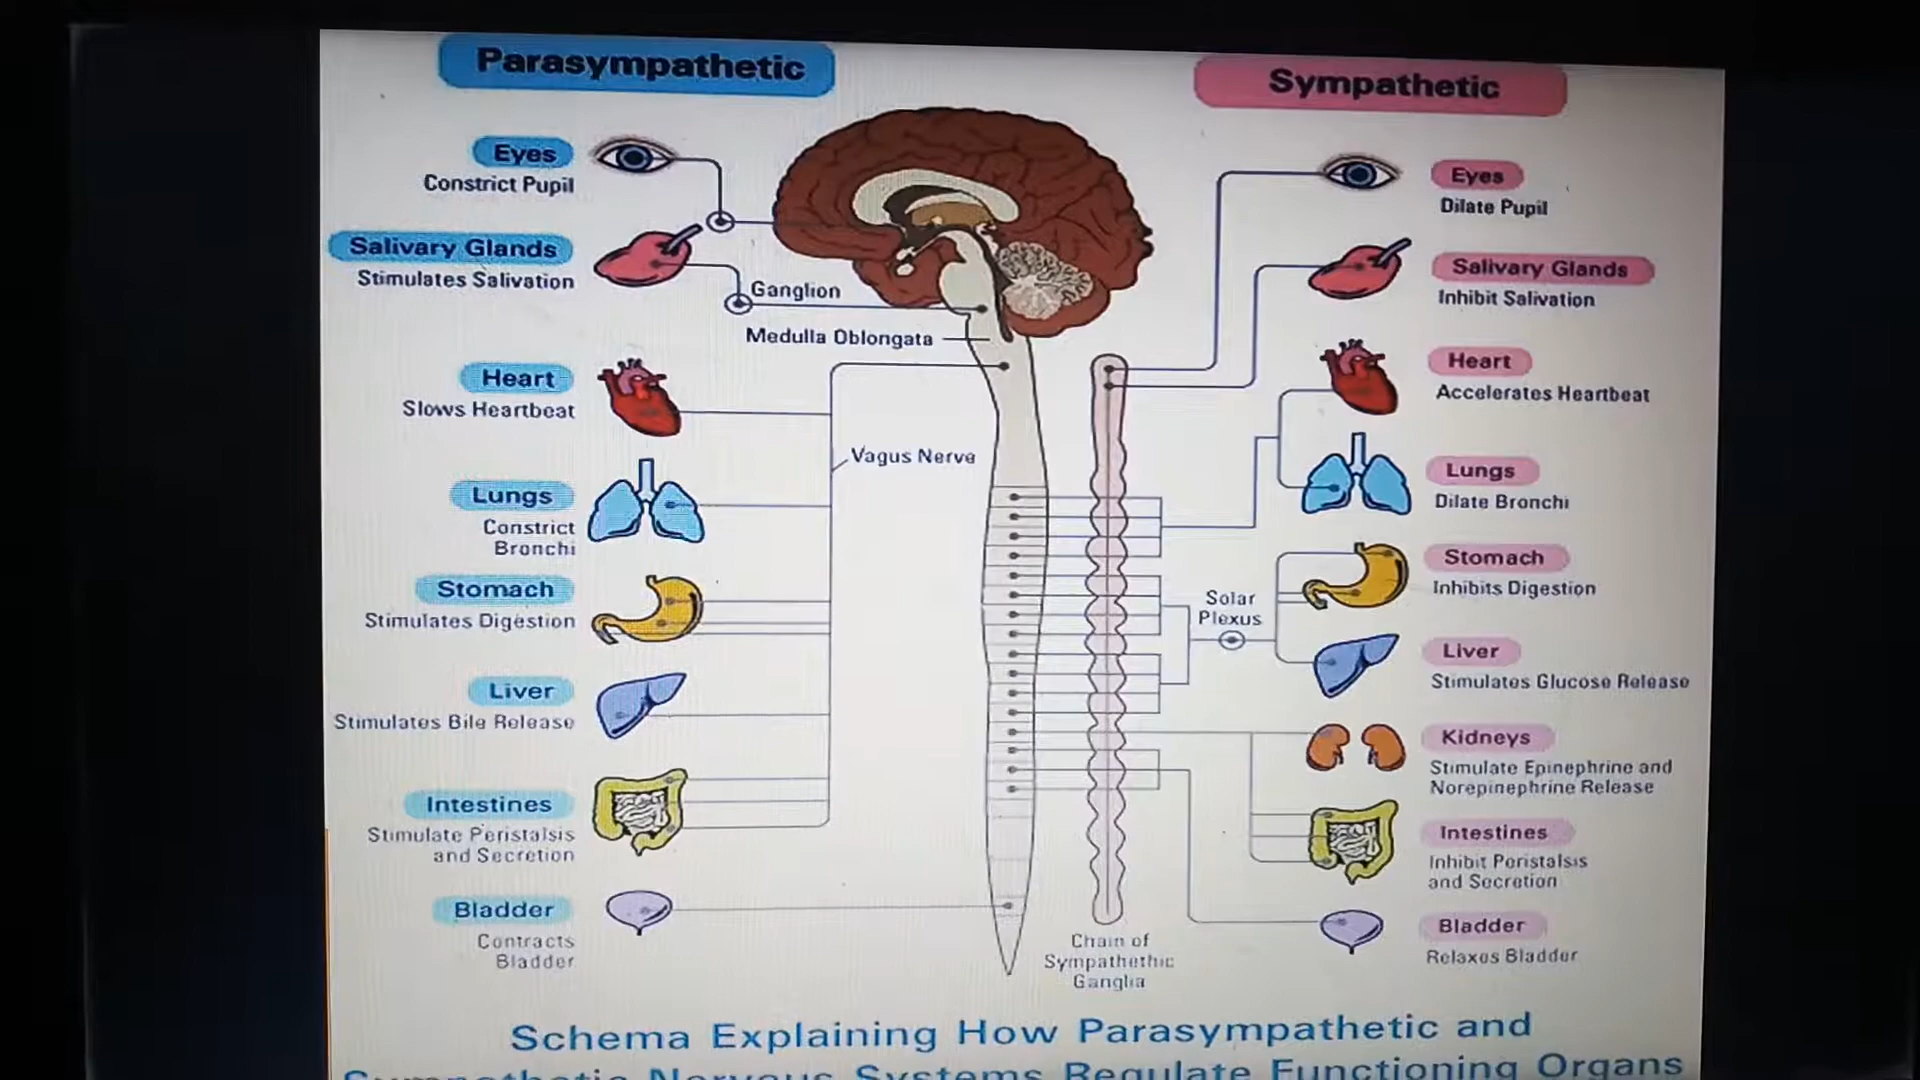 Parasympathetic
Sympathetic
Eyes
Constrict Pupil
Salivary Glands
Stimulates Salivation
Ganglion
Medulla Oblongata
Heart
Slows Heartbeat
Vagus Nerve
Lungs
Constrict
Bronchi
Stomach
Stimulates Digestion
Liver
Stimulates Bile Release
Intestines
Stimulate Peristalsis
and Secretion
Bladder
Contracts
Bladder
Chain of
Sympathethic
Ganglia
Solar
Plexus
Eyes
Dilate Pupil
Salivary Glands
Inhibit Salivation
Heart
Accelerates Heartbeat
Lungs
Dilate Bronchi
Stomach
Inhibits Digestion
Liver
Stimulates Glucose Release
Kidneys
Stimulate Epinephrine and
Norepinephrine Release
Intestines
Inhibit Peristalsis
and Secretion
Bladder
Relaxes Bladder
Schema Explaining How Parasympathetic and
Sympathetic Nervous Systems Regulate Functioning Organs